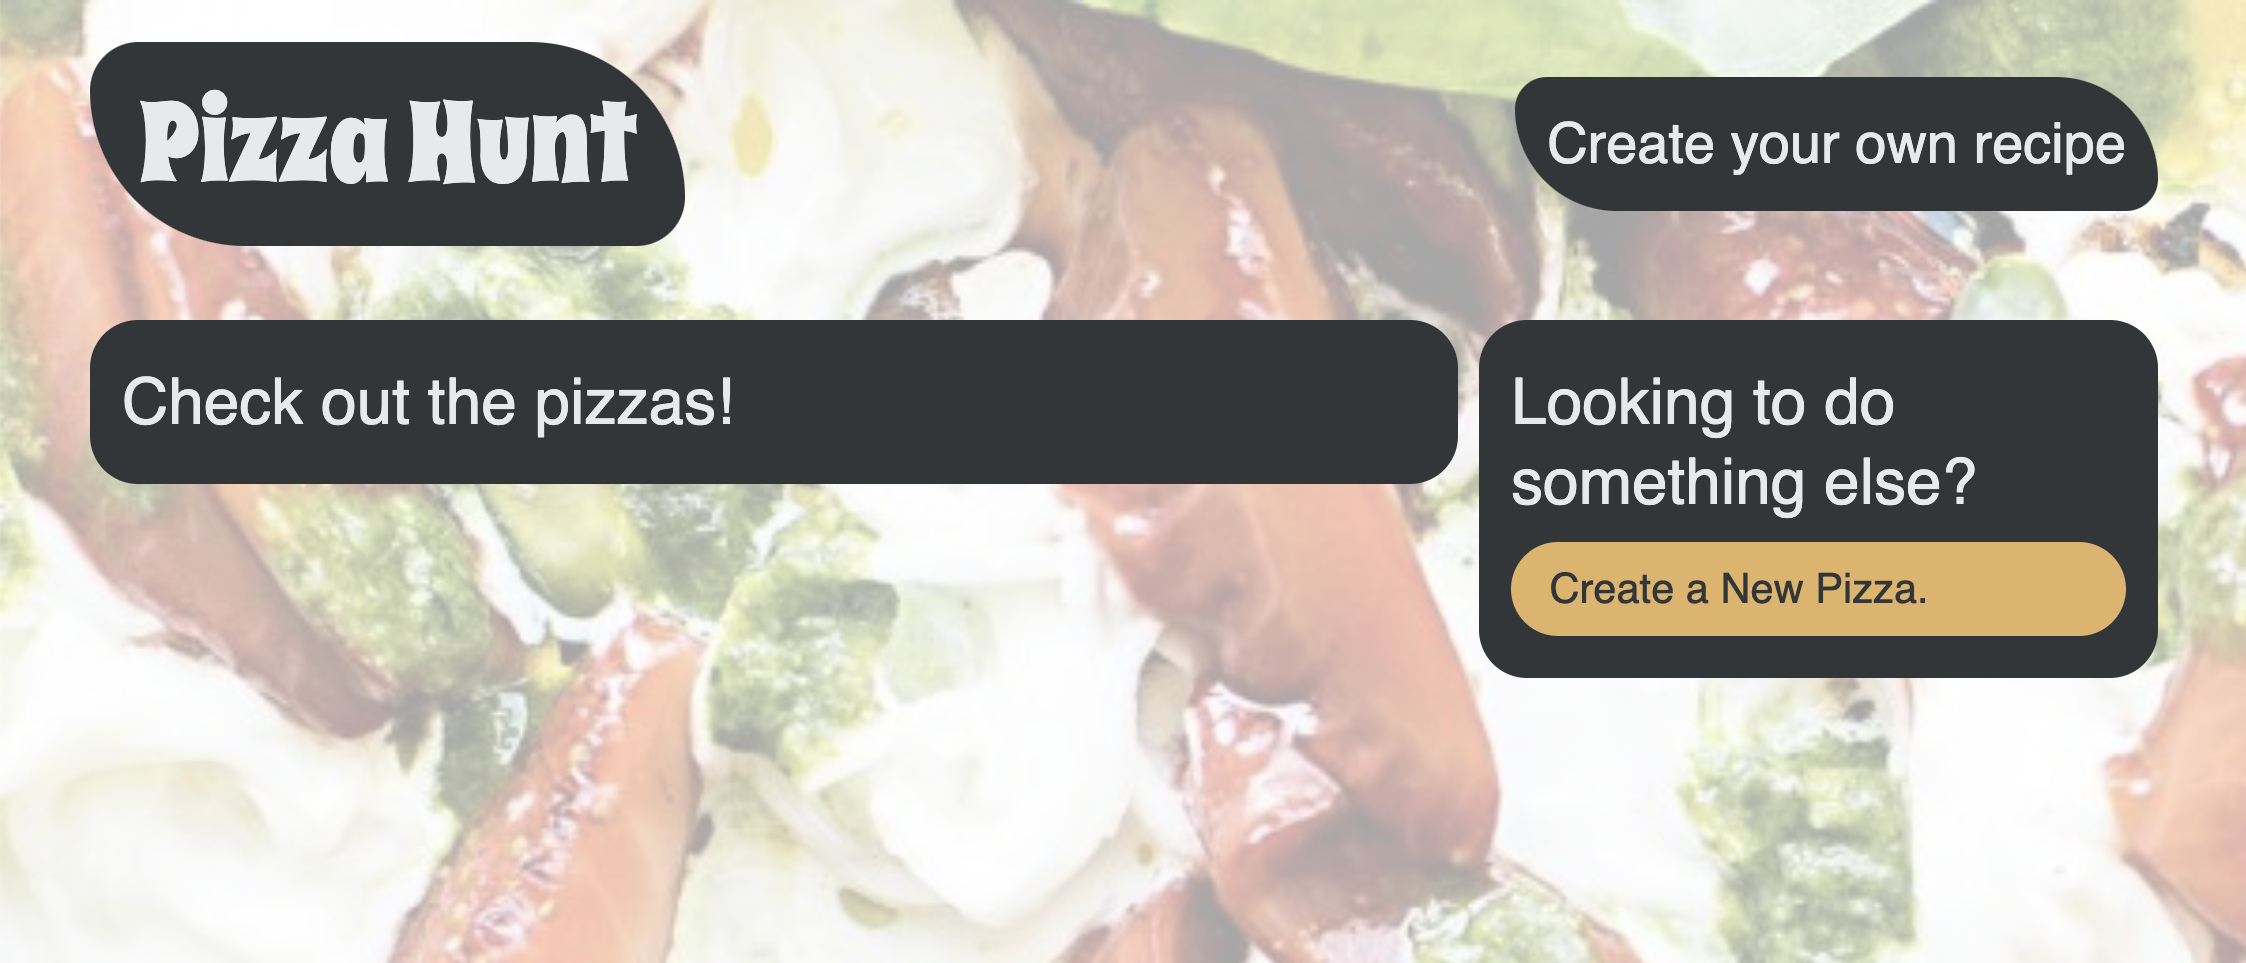 Pizza Hunt
Create your own recipe
Check out the pizzas!
Looking to do
something else?
Create a New Pizza.